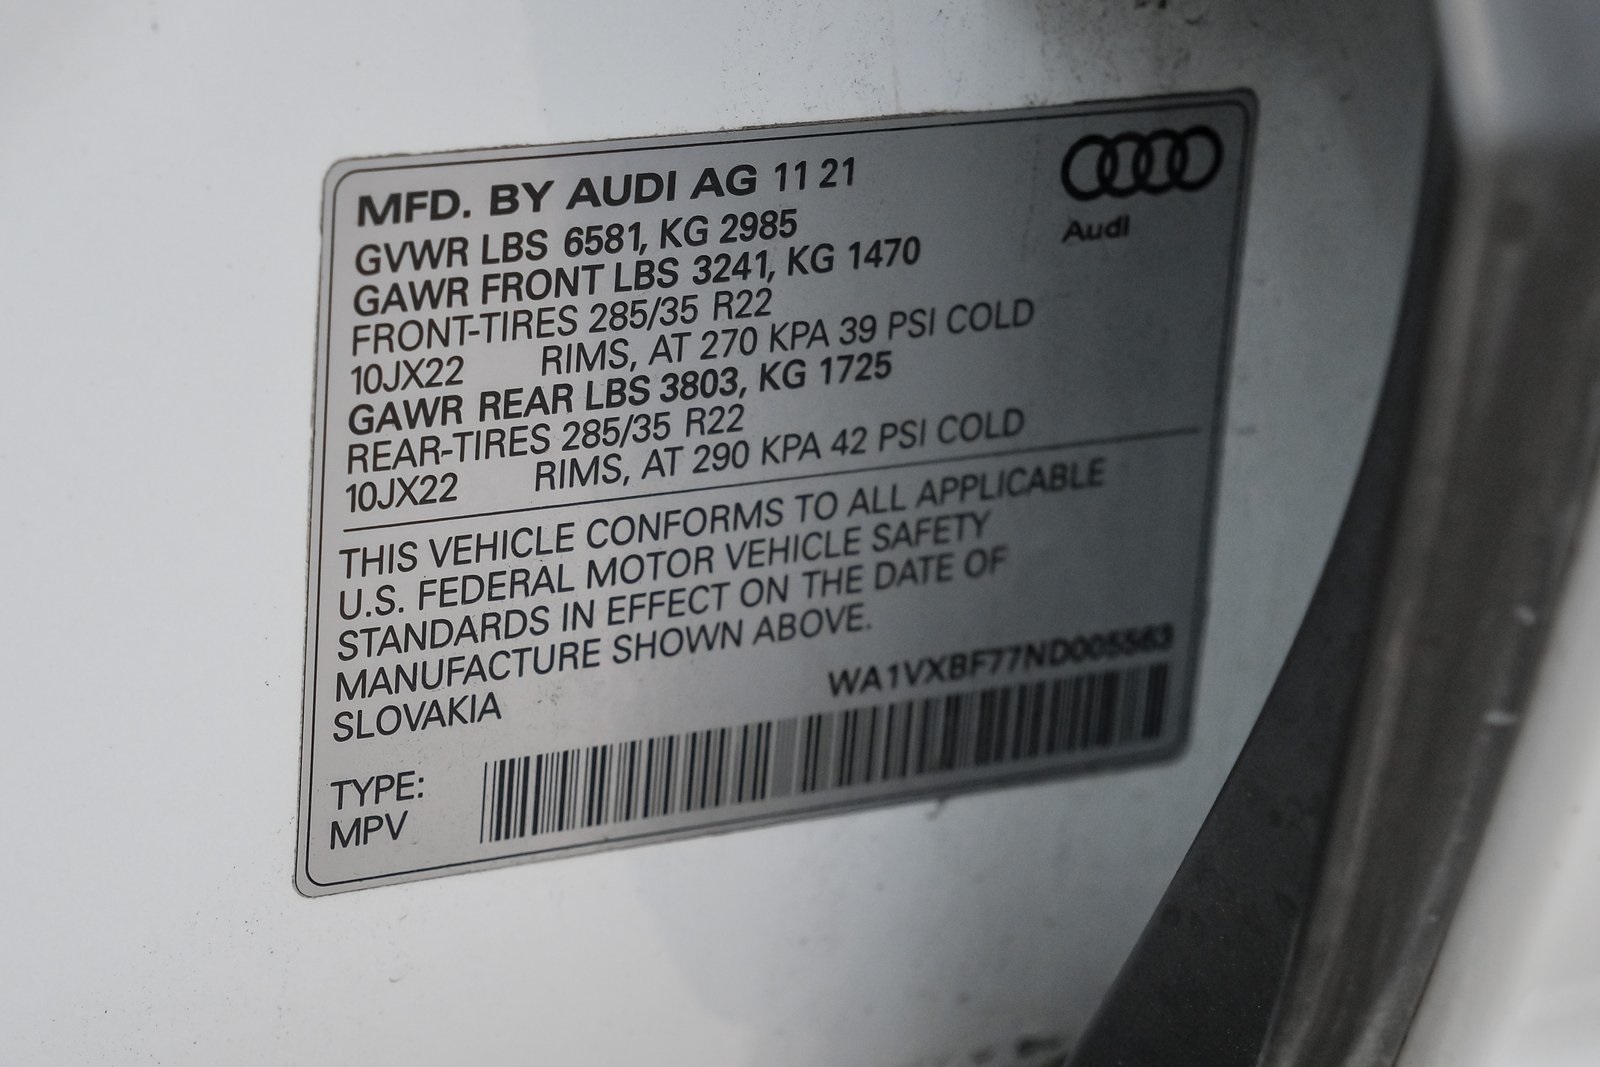 MFD. BY AUDI AG 11 21
Audi
GVWR LBS 6581, KG 2985
GAWR FRONT LBS 3241, KG 1470
FRONT-TIRES 285/35 R22
10JX22 RIMS, AT 270 KPA 39 PSI COLD
GAWR REAR LBS 3803, KG 1725
REAR-TIRES 285/35 R22
10JX22 RIMS, AT 290 KPA 42 PSI COLD
THIS VEHICLE CONFORMS TO ALL APPLICABLE
U.S. FEDERAL MOTOR VEHICLE SAFETY
STANDARDS IN EFFECT ON THE DATE OF
MANUFACTURE SHOWN ABOVE.
SLOVAKIA
WA1VXBF77ND005563
TYPE:
MPV